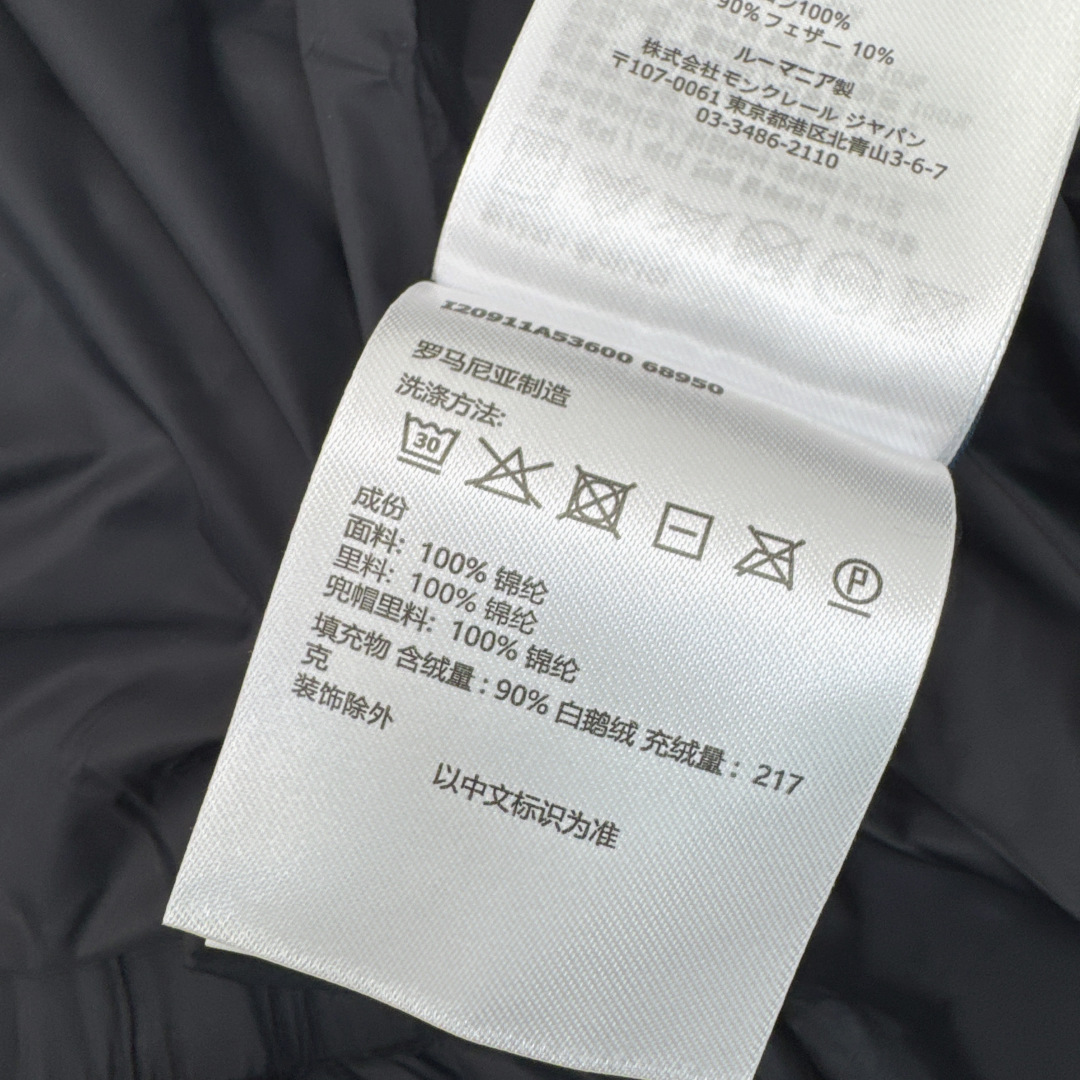 ン100%
90% フェザー 10%
ルーマニア製
株式会社モンクレール ジャパン
〒107-0061 東京都港区北青山3-6-7
03-3486-2110
I20911A53600 68950
罗马尼亚制造
洗涤方法:
30
P
成份
面料: 100% 锦纶
里料: 100% 锦纶
兜帽里料: 100% 锦纶
填充物 含绒量 : 90% 白鹅绒 充绒量 : 217
克
装饰除外
以中文标识为准